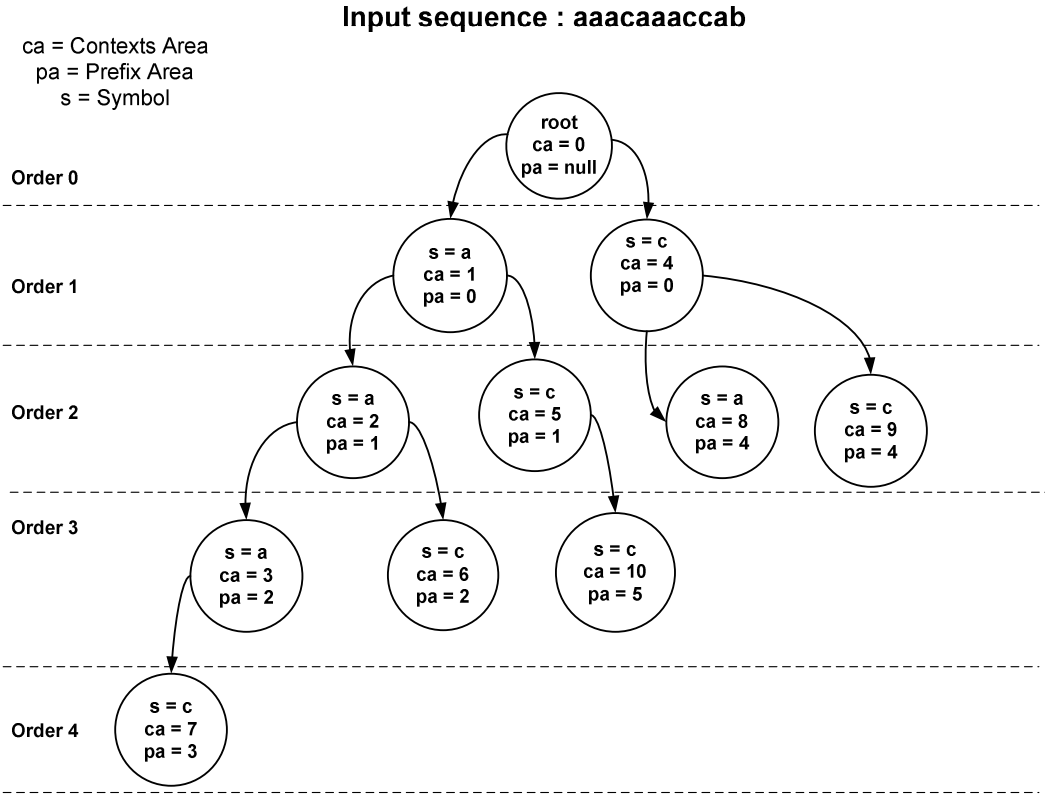 Input sequence : aaacaaaccab
ca = Contexts Area
pa = Prefix Area
s = Symbol
root
ca = 0
pa = null
Order 0
s = a
ca = 1
pa = 0
s = c
ca = 4
pa = 0
Order 1
s = a
ca = 2
pa = 1
s = c
ca = 5
pa = 1
s = a
ca = 8
pa = 4
s = c
ca = 9
pa = 4
Order 2
Order 3
s = a
ca = 3
pa = 2
s = c
ca = 6
pa = 2
s = c
ca = 10
pa = 5
Order 4
s = c
ca = 7
pa = 3